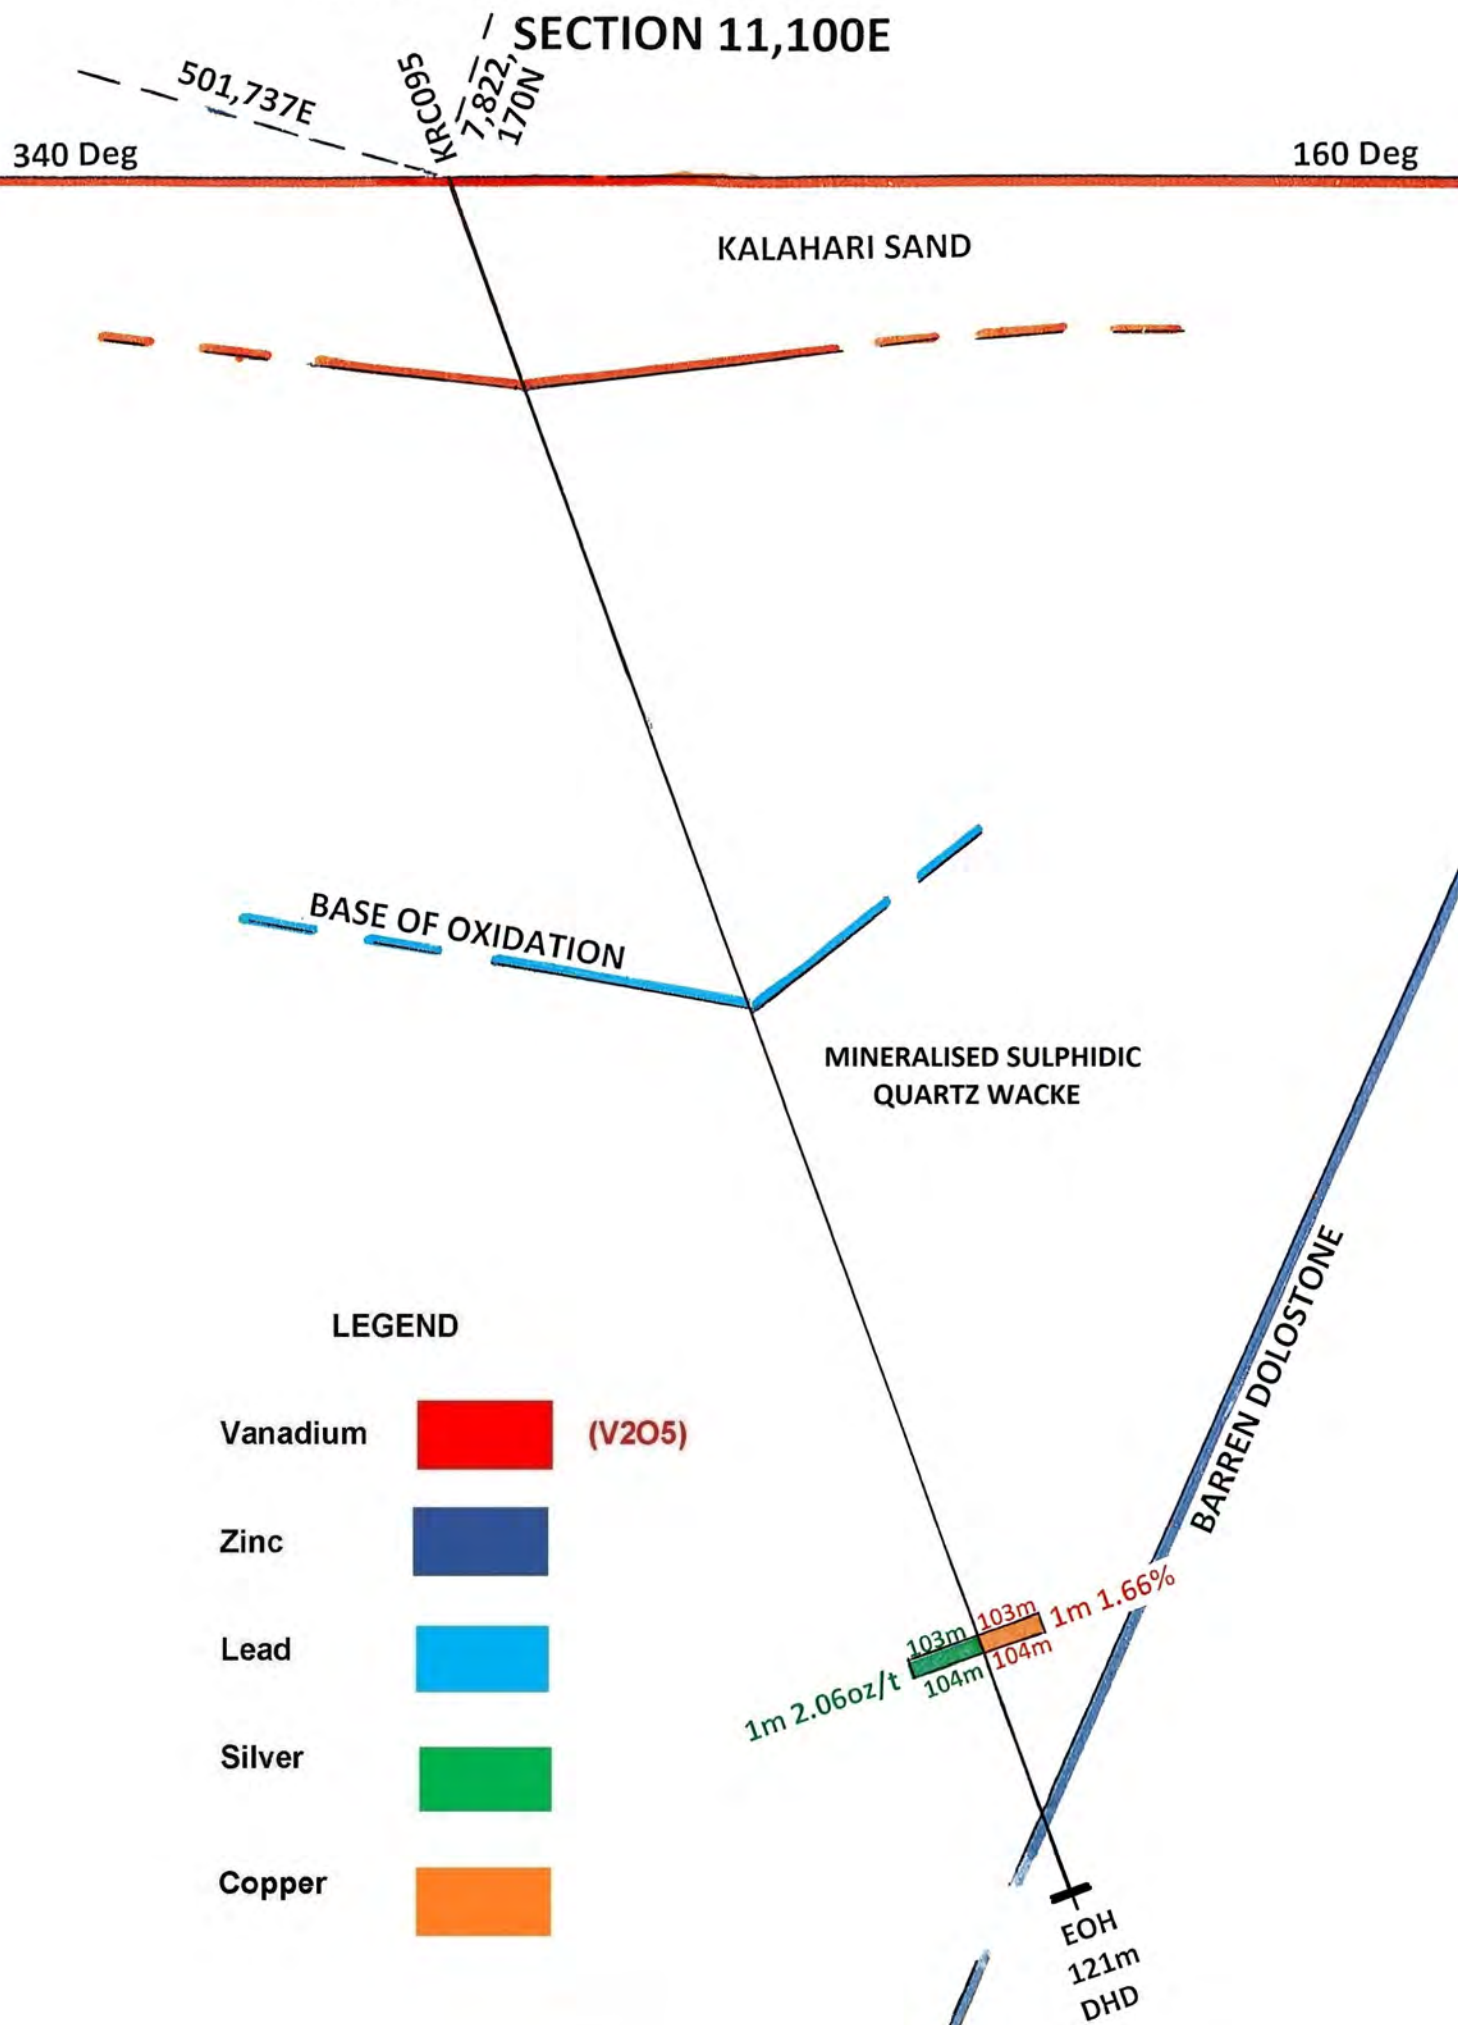 SECTION 11,100E
501,737E
KRC095
7,822,
170N
340 Deg
160 Deg
KALAHARI SAND
BASE OF OXIDATION
MINERALISED SULPHIDIC
QUARTZ WACKE
BARREN DOLOSTONE
LEGEND
Vanadium (V2O5)
Zinc
Lead
Silver
Copper
103m
103m
1m 1.66%
104m
104m
1m 2.06oz/t
EOH
121m
DHD